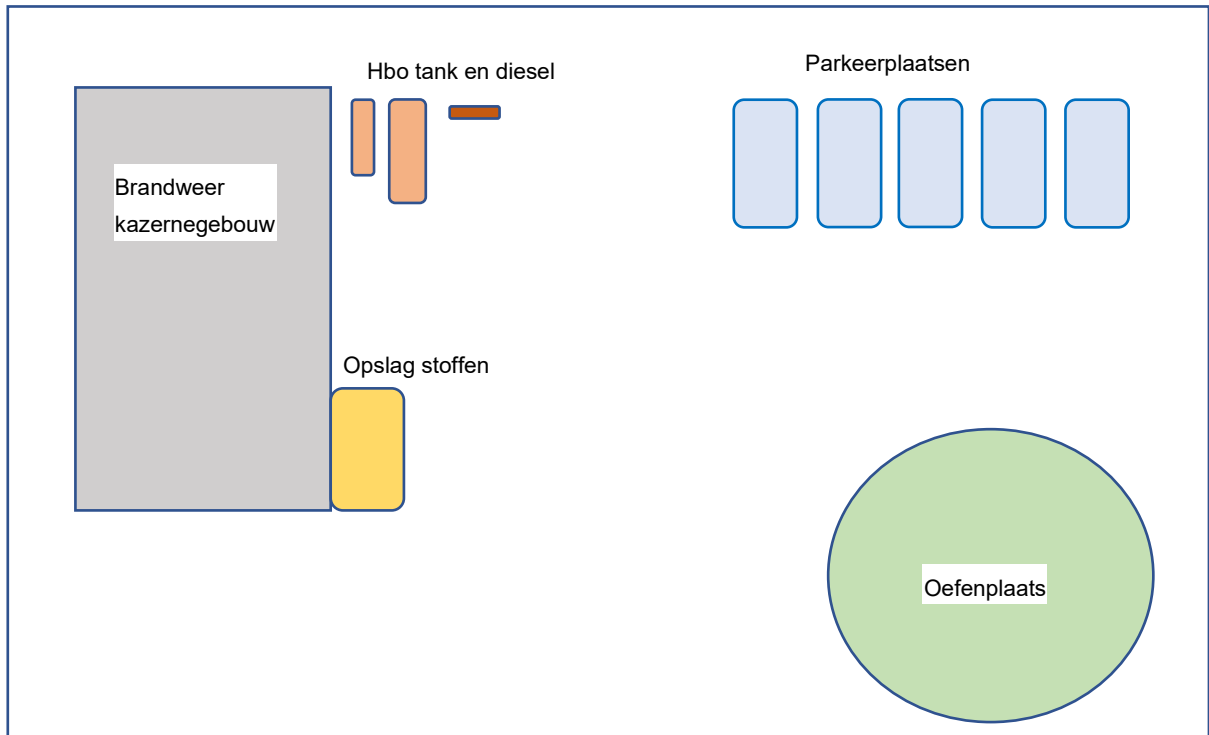 Hbo tank en diesel
Parkeerplaatsen
Brandweer
kazernegebouw
Opslag stoffen
Oefenplaats